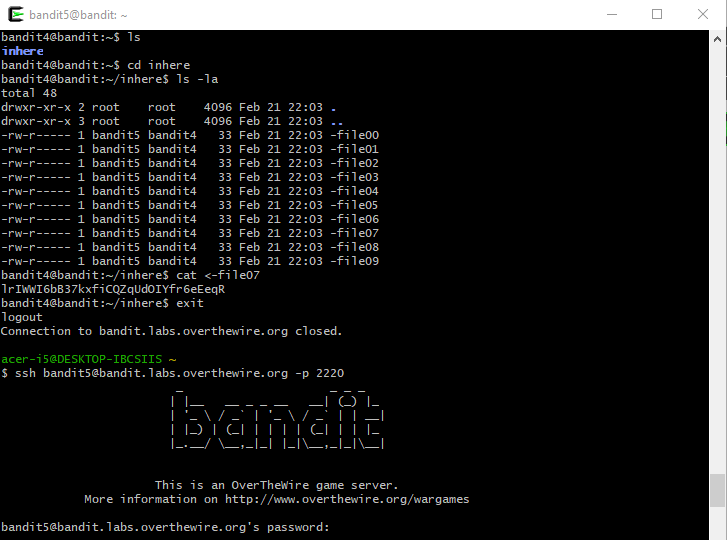 bandit5@bandit: ~
bandit4@bandit:~$ ls
inhere
bandit4@bandit:~$ cd inhere
bandit4@bandit:~/inhere$ ls -la
total 48
drwxr-xr-x 2 root    root    4096 Feb 21 22:03 .
drwxr-xr-x 3 root    root    4096 Feb 21 22:03 ..
-rw-r----- 1 bandit5 bandit4   33 Feb 21 22:03 -file00
-rw-r----- 1 bandit5 bandit4   33 Feb 21 22:03 -file01
-rw-r----- 1 bandit5 bandit4   33 Feb 21 22:03 -file02
-rw-r----- 1 bandit5 bandit4   33 Feb 21 22:03 -file03
-rw-r----- 1 bandit5 bandit4   33 Feb 21 22:03 -file04
-rw-r----- 1 bandit5 bandit4   33 Feb 21 22:03 -file05
-rw-r----- 1 bandit5 bandit4   33 Feb 21 22:03 -file06
-rw-r----- 1 bandit5 bandit4   33 Feb 21 22:03 -file07
-rw-r----- 1 bandit5 bandit4   33 Feb 21 22:03 -file08
-rw-r----- 1 bandit5 bandit4   33 Feb 21 22:03 -file09
bandit4@bandit:~/inhere$ cat <-file07
lrIWWI6bB37kxfiCQZqUdOIYfr6eEeqR
bandit4@bandit:~/inhere$ exit
logout
Connection to bandit.labs.overthewire.org closed.
acer-i5@DESKTOP-IBCSIIS ~
$ ssh bandit5@bandit.labs.overthewire.org -p 2220
bandit
This is an OverTheWire game server.
More information on http://www.overthewire.org/wargames
bandit5@bandit.labs.overthewire.org's password: